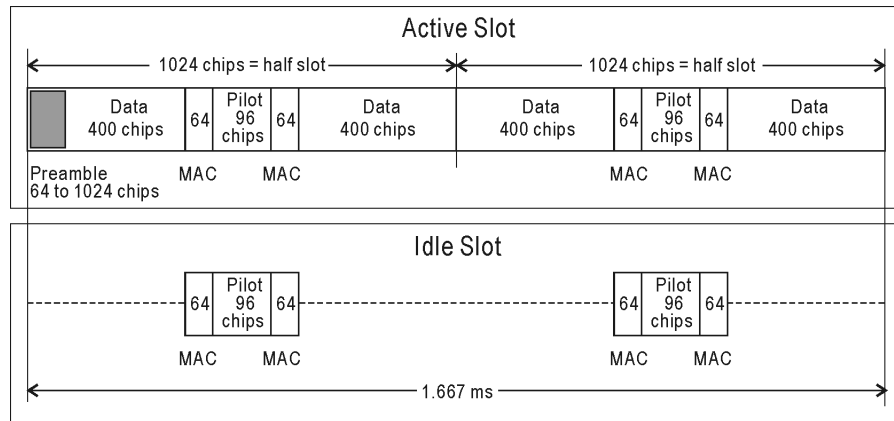 Active Slot
1024 chips = half slot
1024 chips = half slot
Data
400 chips
64
Pilot
96
chips
64
Data
400 chips
Data
400 chips
64
Pilot
96
chips
64
Data
400 chips
Preamble
64 to 1024 chips
MAC
MAC
MAC
MAC
Idle Slot
64
Pilot
96
chips
64
64
Pilot
96
chips
64
MAC
MAC
MAC
MAC
1.667 ms